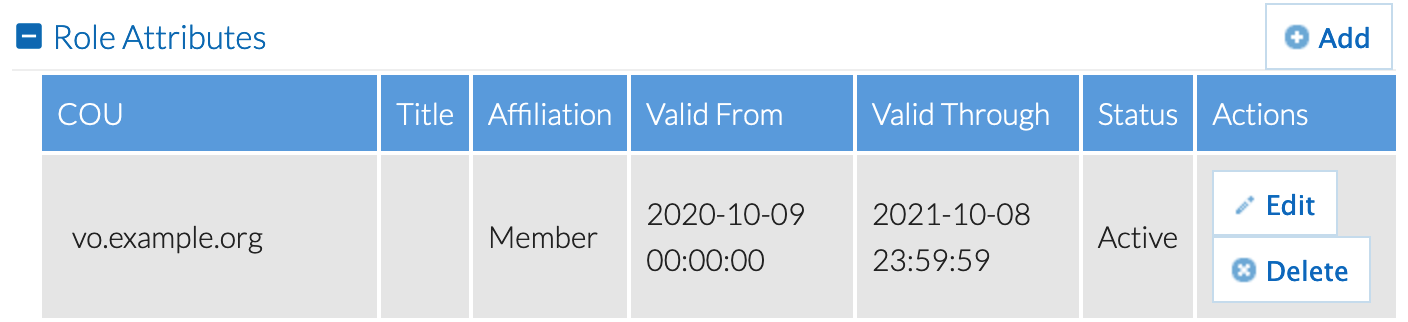 Role Attributes
Add
COU Title Affiliation Valid From Valid Through Status Actions
vo.example.org Member 2020-10-09 00:00:00 2021-10-08 23:59:59 Active
Edit
Delete